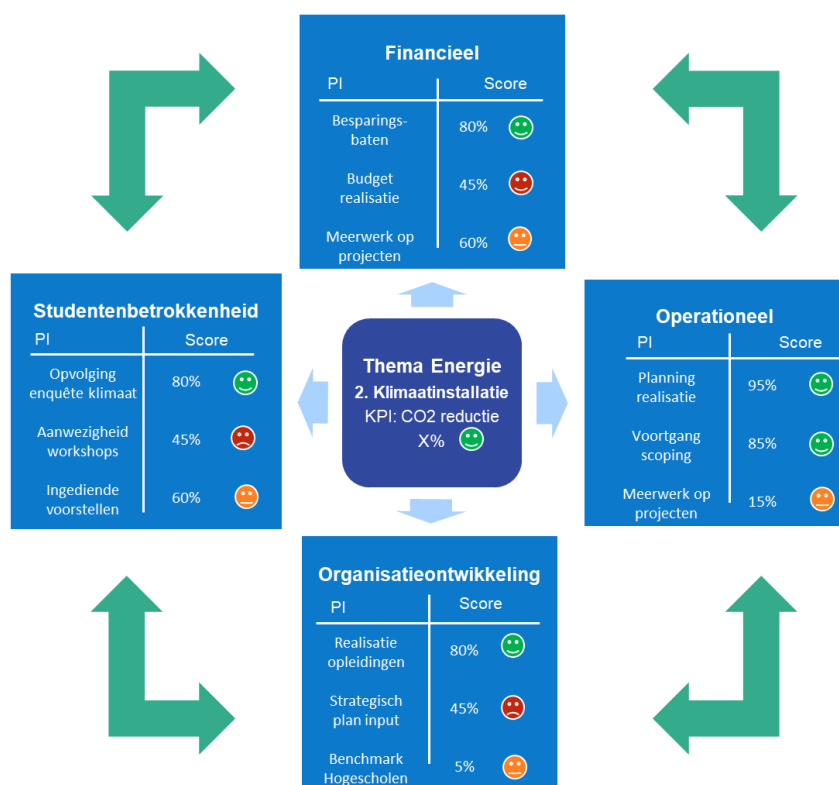 Financieel
PI Score
Besparings-
baten 80%
Budget
realisatie 45%
Meerwerk op
projecten 60%
Studentenbetrokkenheid
PI Score
Opvolging
enquête klimaat 80%
Aanwezigheid
workshops 45%
Ingediende
voorstellen 60%
Thema Energie
2. Klimaatinstallatie
KPI: CO2 reductie
X%
Operationeel
PI Score
Planning
realisatie 95%
Voortgang
scoping 85%
Meerwerk op
projecten 15%
Organisatieontwikkeling
PI Score
Realisatie
opleidingen 80%
Strategisch
plan input 45%
Benchmark
Hogescholen 5%